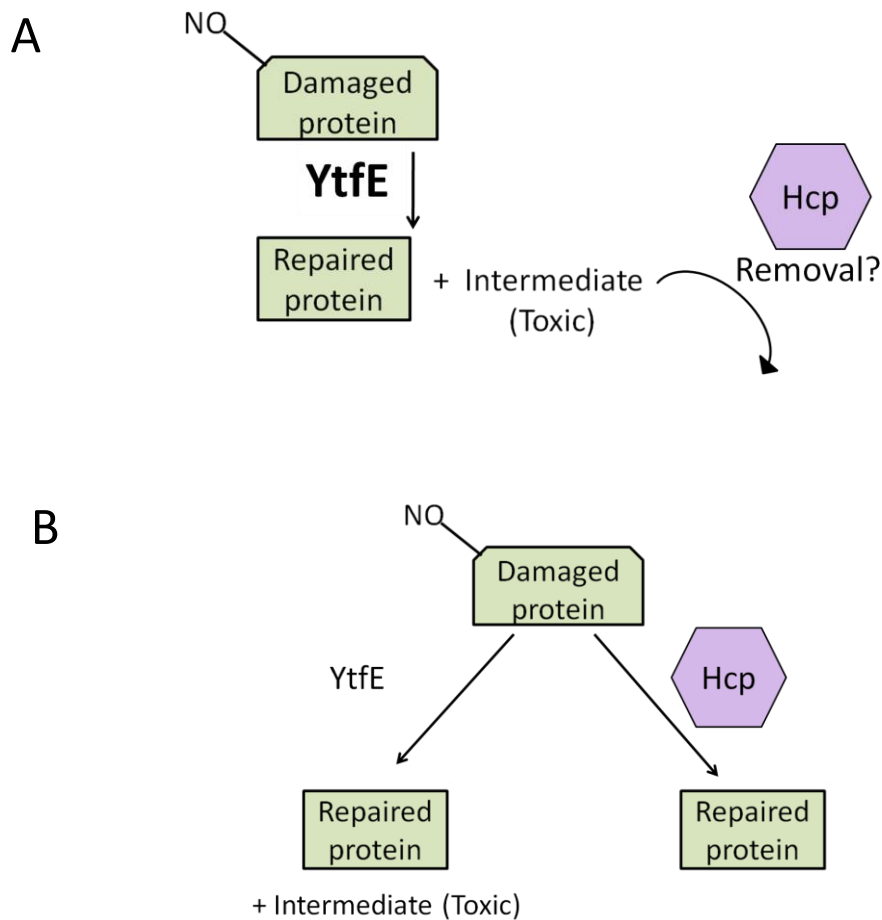 A
NO
Damaged
protein
YtfE
Repaired
protein
+ Intermediate
(Toxic)
Hcp
Removal?
B
NO
Damaged
protein
YtfE
Hcp
Repaired
protein
+ Intermediate (Toxic)
Repaired
protein